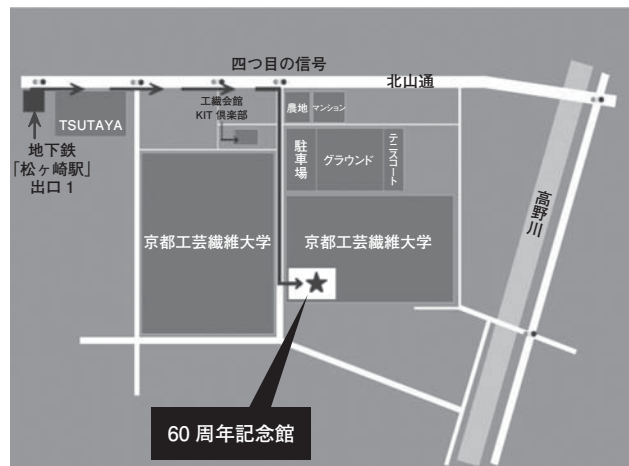 四つ目の信号
北山通
TSUTAYA
工繊会館
KIT 倶楽部
農地
マンション
地下鉄
「松ヶ崎駅」
出口 1
駐車場
グラウンド
テニスコート
高野川
京都工芸繊維大学
京都工芸繊維大学
60 周年記念館